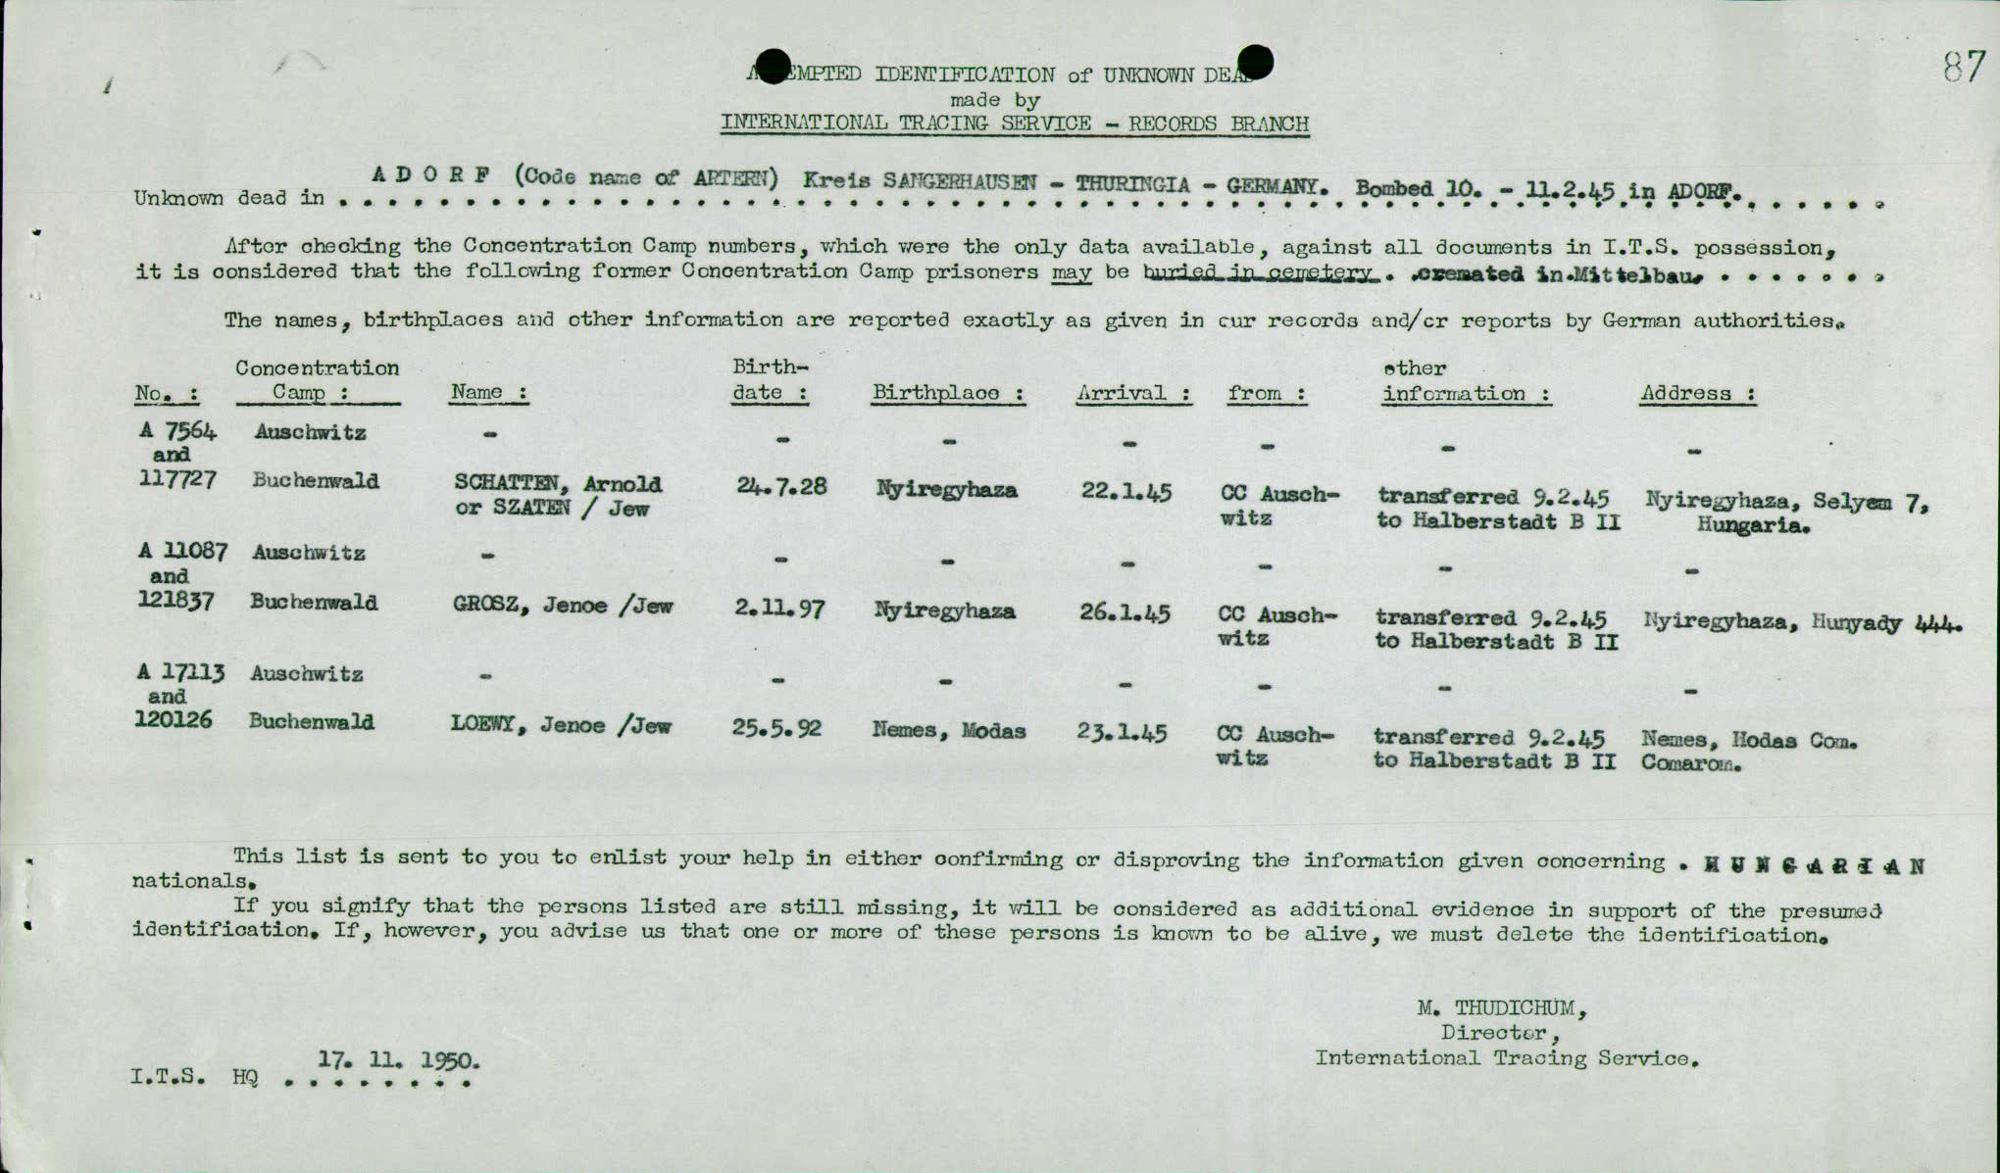 87
ATTEMPTED IDENTIFICATION of UNKNOWN DEAD
made by
INTERNATIONAL TRACING SERVICE - RECORDS BRANCH
A D O R F (Code name of ARTERN) Kreis SANGERHAUSEN - THURINGIA - GERMANY. Bombed 10. - 11.2.45 in ADORF.
Unknown dead in
After checking the Concentration Camp numbers, which were the only data available, against all documents in I.T.S. possession,
it is considered that the following former Concentration Camp prisoners may be buried in cemetery . cremated in Mittelbau.
The names, birthplaces and other information are reported exactly as given in our records and/or reports by German authorities.
Concentration Birth- other
No. : Camp : Name : date : Birthplace : Arrival : from : information : Address :
A 7564 Auschwitz - - - - - - -
and
117727 Buchenwald SCHATTEN, Arnold 24.7.28 Nyiregyhaza 22.1.45 CC Ausch- transferred 9.2.45 Nyiregyhaza, Selyem 7,
or SZATEN / Jew witz to Halberstadt B II Hungaria.
A 11087 Auschwitz - - - - - - -
and
121837 Buchenwald GROSZ, Jenoe /Jew 2.11.97 Nyiregyhaza 26.1.45 CC Ausch- transferred 9.2.45 Nyiregyhaza, Hunyady 444.
witz to Halberstadt B II
A 17113 Auschwitz - - - - - - -
and
120126 Buchenwald LOEWY, Jenoe /Jew 25.5.92 Nemes, Modas 23.1.45 CC Ausch- transferred 9.2.45 Nemes, Hodas Com.
witz to Halberstadt B II Comarom.
This list is sent to you to enlist your help in either confirming or disproving the information given concerning . H U N G A R I A N
nationals.
If you signify that the persons listed are still missing, it will be considered as additional evidence in support of the presumed
identification. If, however, you advise us that one or more of these persons is known to be alive, we must delete the identification.
M. THUDICHUM,
Director,
International Tracing Service.
17. 11. 1950.
I.T.S. HQ